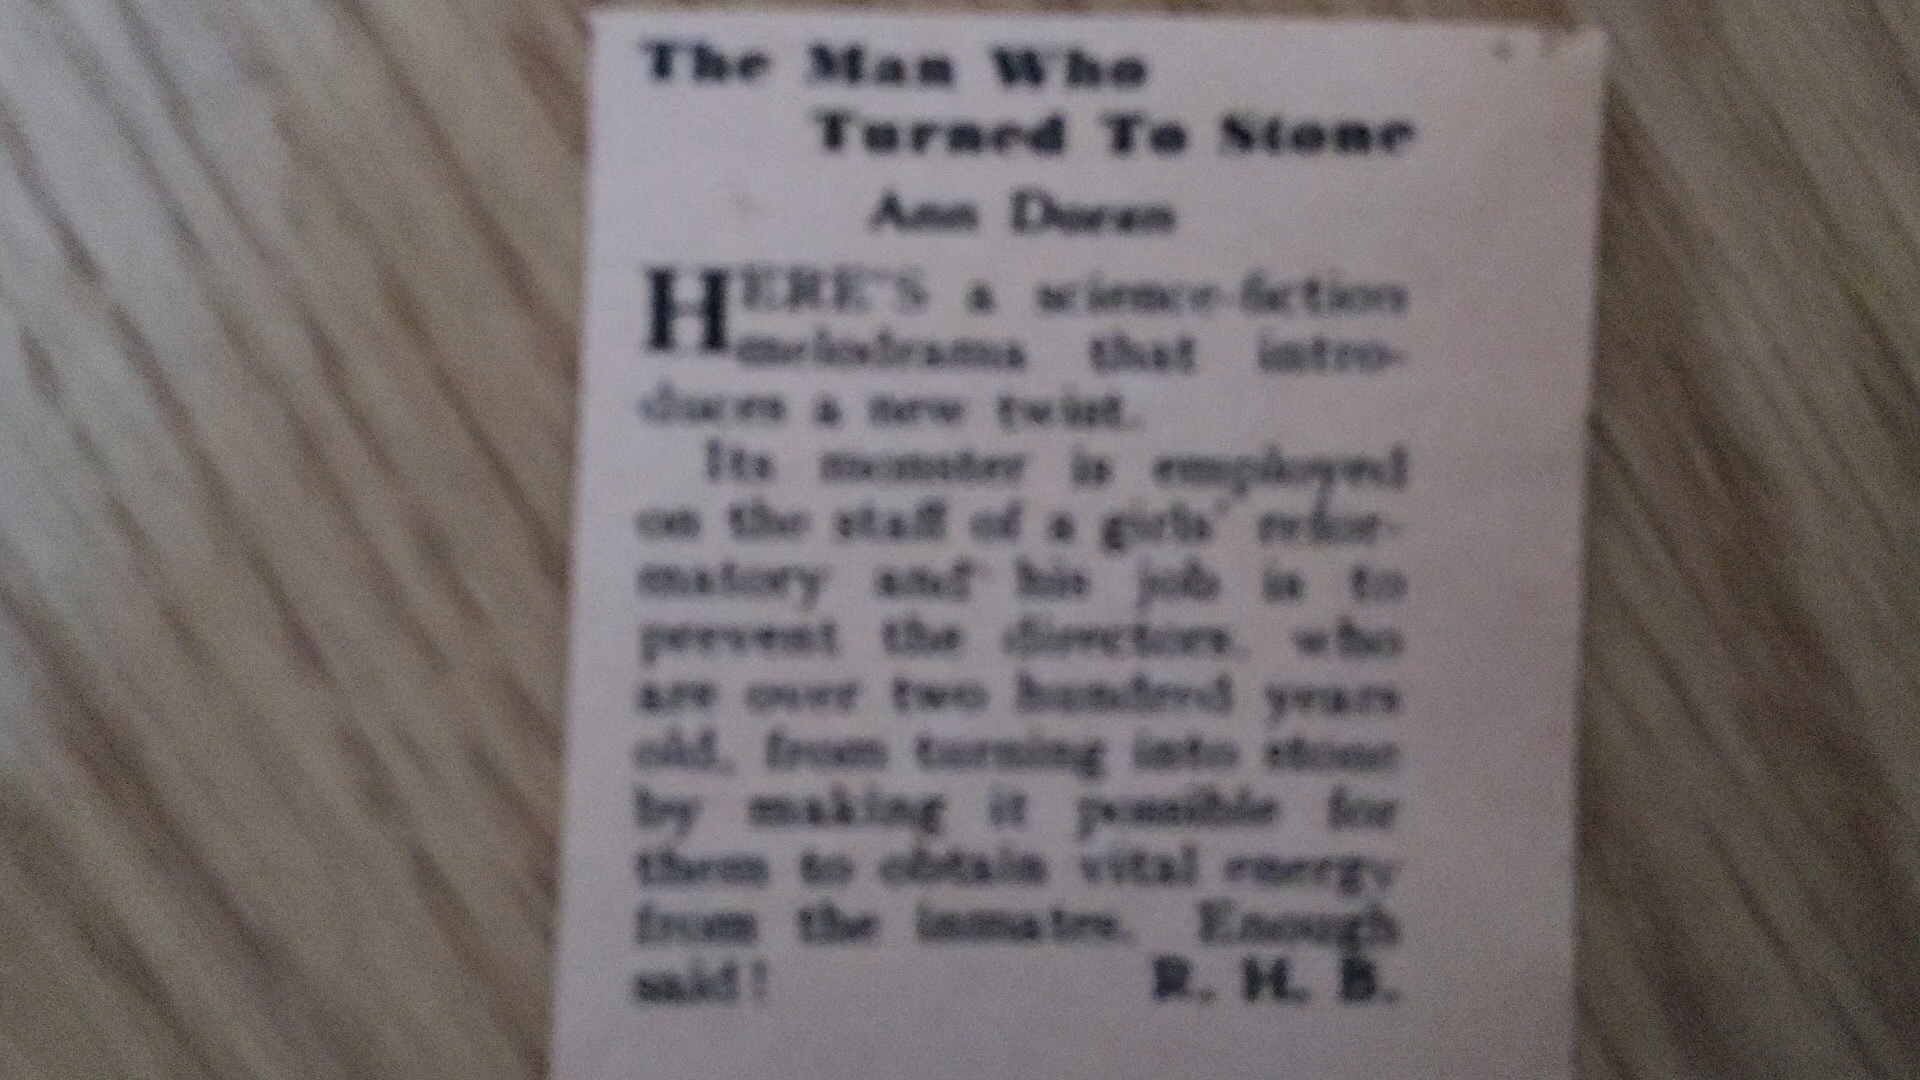 The Man Who
Turned To Stone
Ann Doran
HERE'S a science-fiction
melodrama that intro-
duces a new twist.
Its monster is employed
on the staff of a girls' refor-
matory and his job is to
prevent the directors, who
are over two hundred years
old, from turning into stone
by making it possible for
them to obtain vital energy
from the inmates. Enough
said! R. H. B.